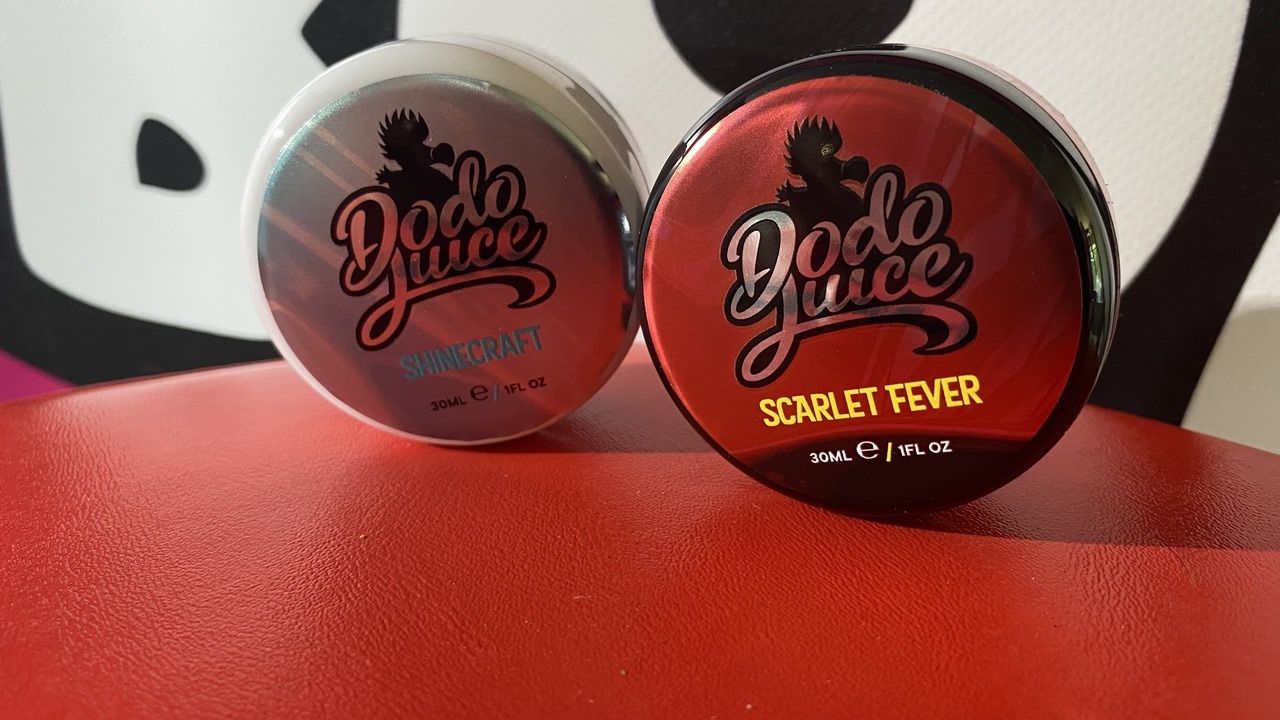 Dodo
Juice
SHINECRAFT
30ML ℮ / 1FL OZ
Dodo
Juice
SCARLET FEVER
30ML ℮ / 1FL OZ